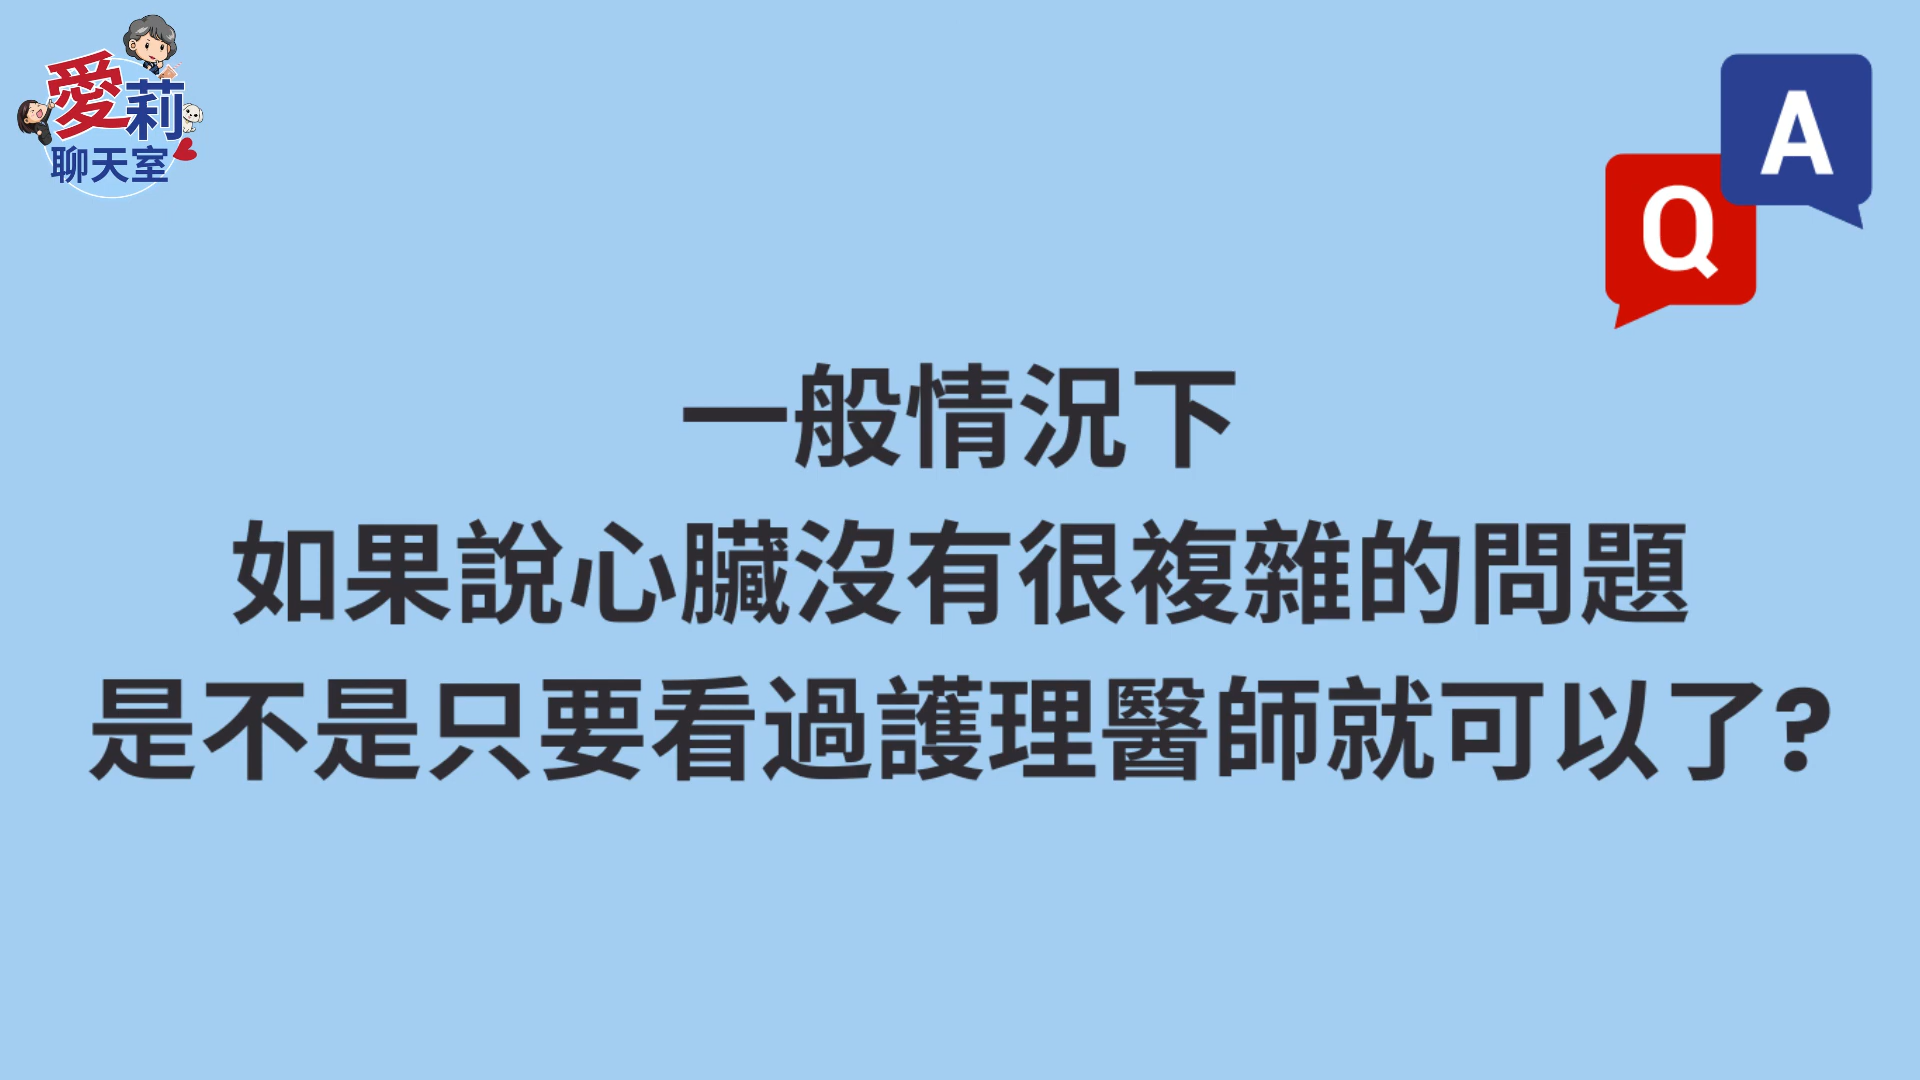 愛莉
聊天室
A
Q
一般情況下
如果說心臟沒有很複雜的問題
是不是只要看過護理醫師就可以了?